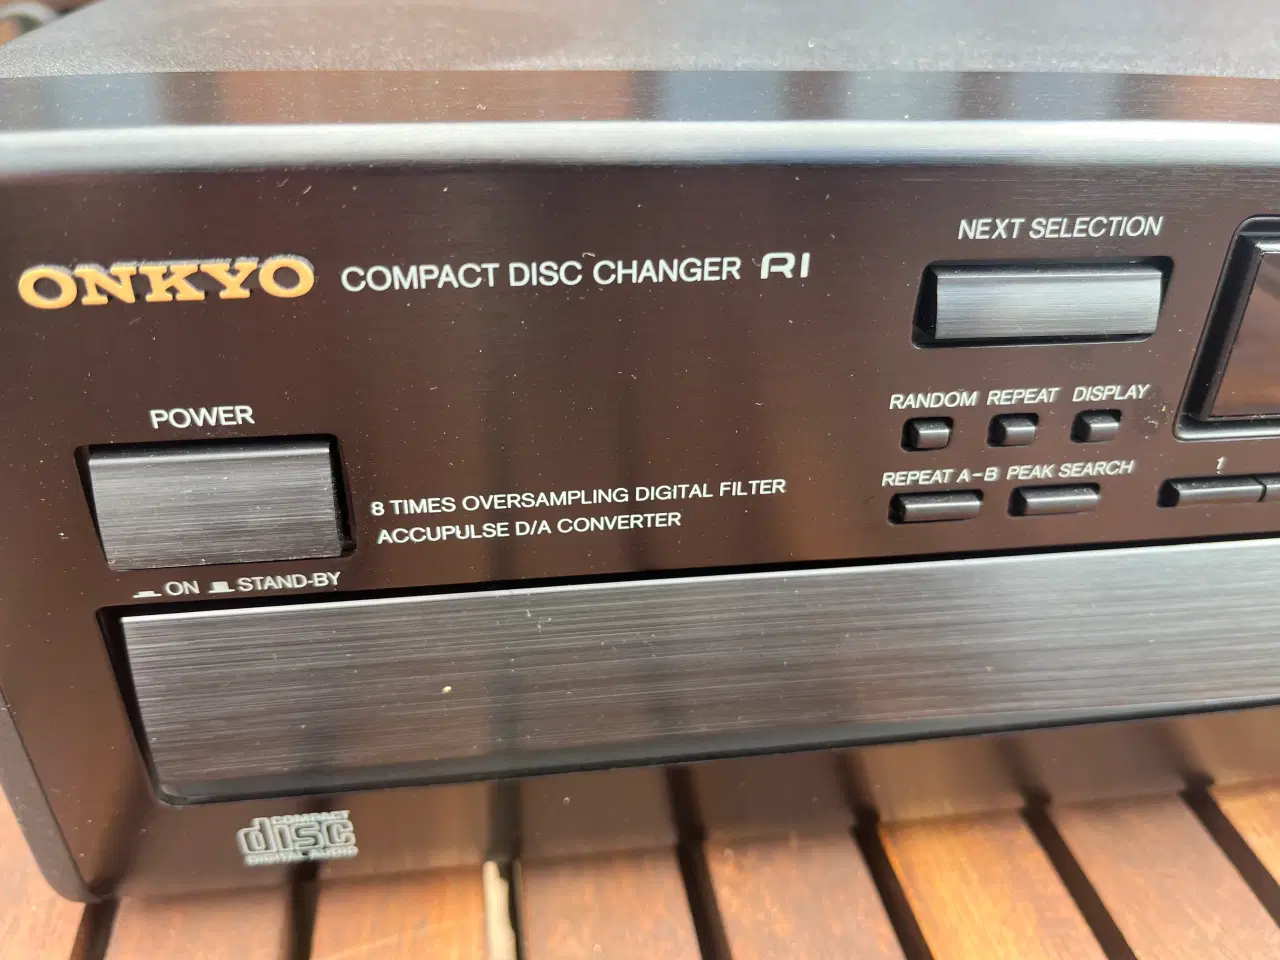 ONKYO COMPACT DISC CHANGER RI
NEXT SELECTION
POWER
RANDOM REPEAT DISPLAY
REPEAT A-B PEAK SEARCH
1
8 TIMES OVERSAMPLING DIGITAL FILTER
ACCUPULSE D/A CONVERTER
ON STAND-BY
COMPACT
disc
DIGITAL AUDIO